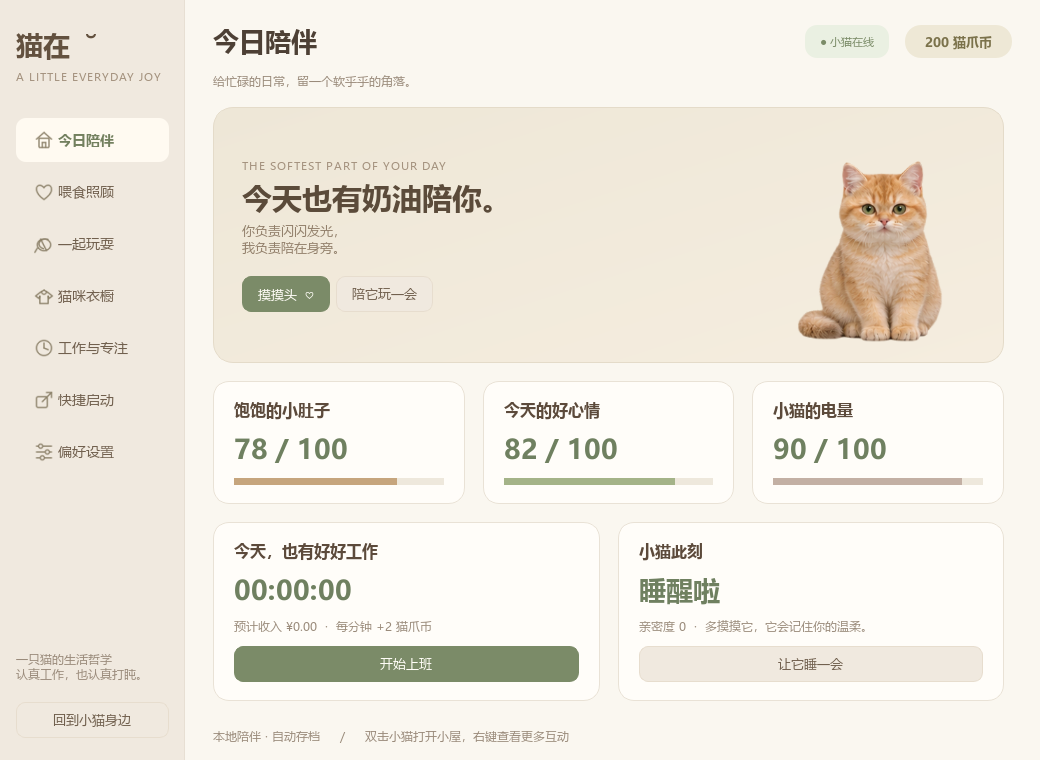 猫在 ˘
A LITTLE EVERYDAY JOY
今日陪伴
喂食照顾
一起玩耍
猫咪衣橱
工作与专注
快捷启动
偏好设置
一只猫的生活哲学
认真工作，也认真打盹。
回到小猫身边
今日陪伴
给忙碌的日常，留一个软乎乎的角落。
● 小猫在线
200 猫爪币
THE SOFTEST PART OF YOUR DAY
今天也有奶油陪你。
你负责闪闪发光，
我负责陪在身旁。
摸摸头 ♡
陪它玩一会
饱饱的小肚子
78 / 100
今天的好心情
82 / 100
小猫的电量
90 / 100
今天，也有好好工作
00:00:00
预计收入 ¥0.00 · 每分钟 +2 猫爪币
开始上班
小猫此刻
睡醒啦
亲密度 0 · 多摸摸它，它会记住你的温柔。
让它睡一会
本地陪伴 · 自动存档 / 双击小猫打开小屋，右键查看更多互动